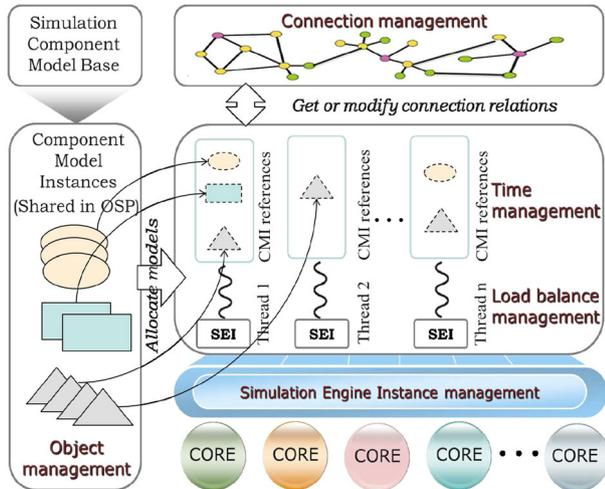 Simulation
Component
Model Base
Connection management
Get or modify connection relations
Component
Model
Instances
(Shared in OSP)
Allocate models
CMI references
CMI references
CMI references
Time
management
Thread 1
Thread 2
Thread n
Load balance
management
SEI
SEI
SEI
Simulation Engine Instance management
Object
management
CORE
CORE
CORE
CORE
CORE